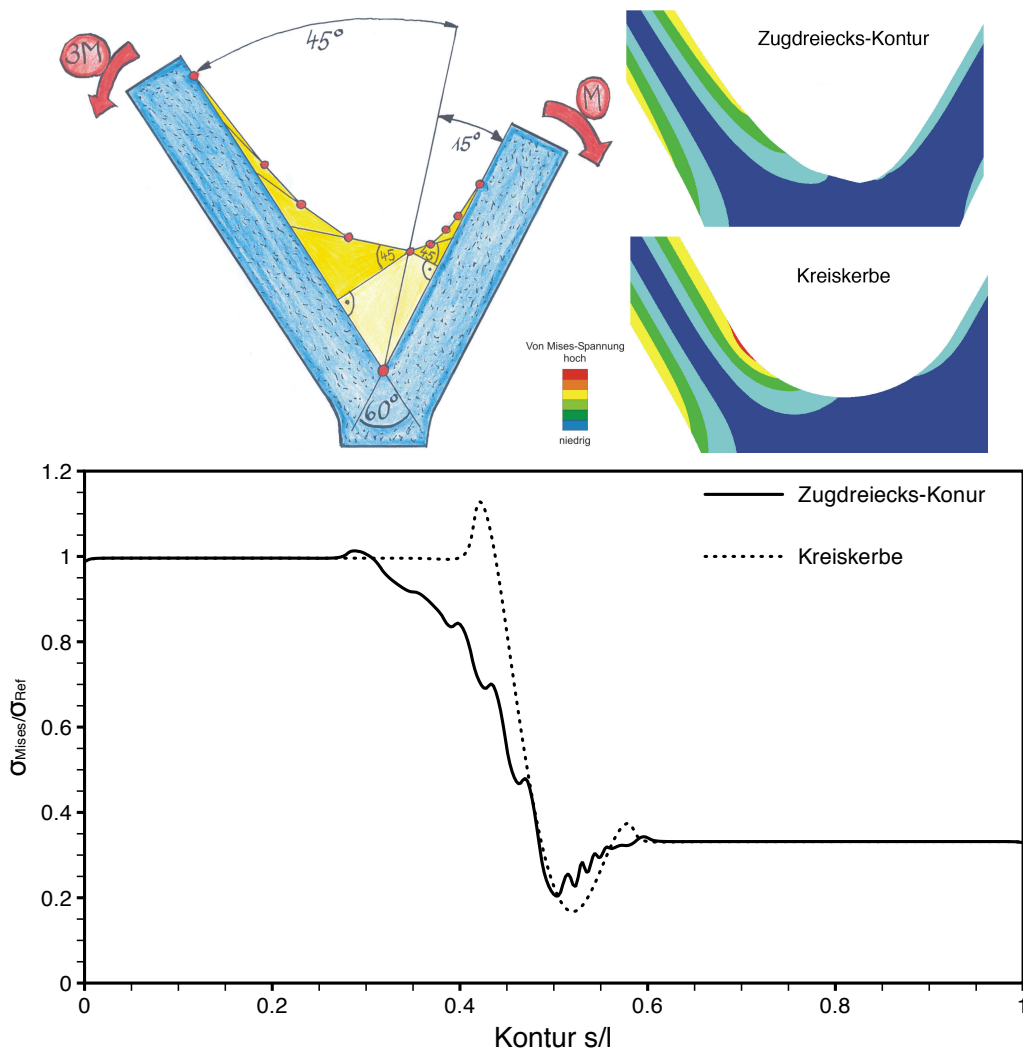 45°
3M
M
15°
45
45
60°
Zugdreiecks-Kontur
Kreiskerbe
Von Mises-Spannung
hoch
niedrig
Zugdreiecks-Konur
Kreiskerbe
σMises/σRef
1.2
1
0.8
0.6
0.4
0.2
0
0
0.2
0.4
0.6
0.8
1
Kontur s/l